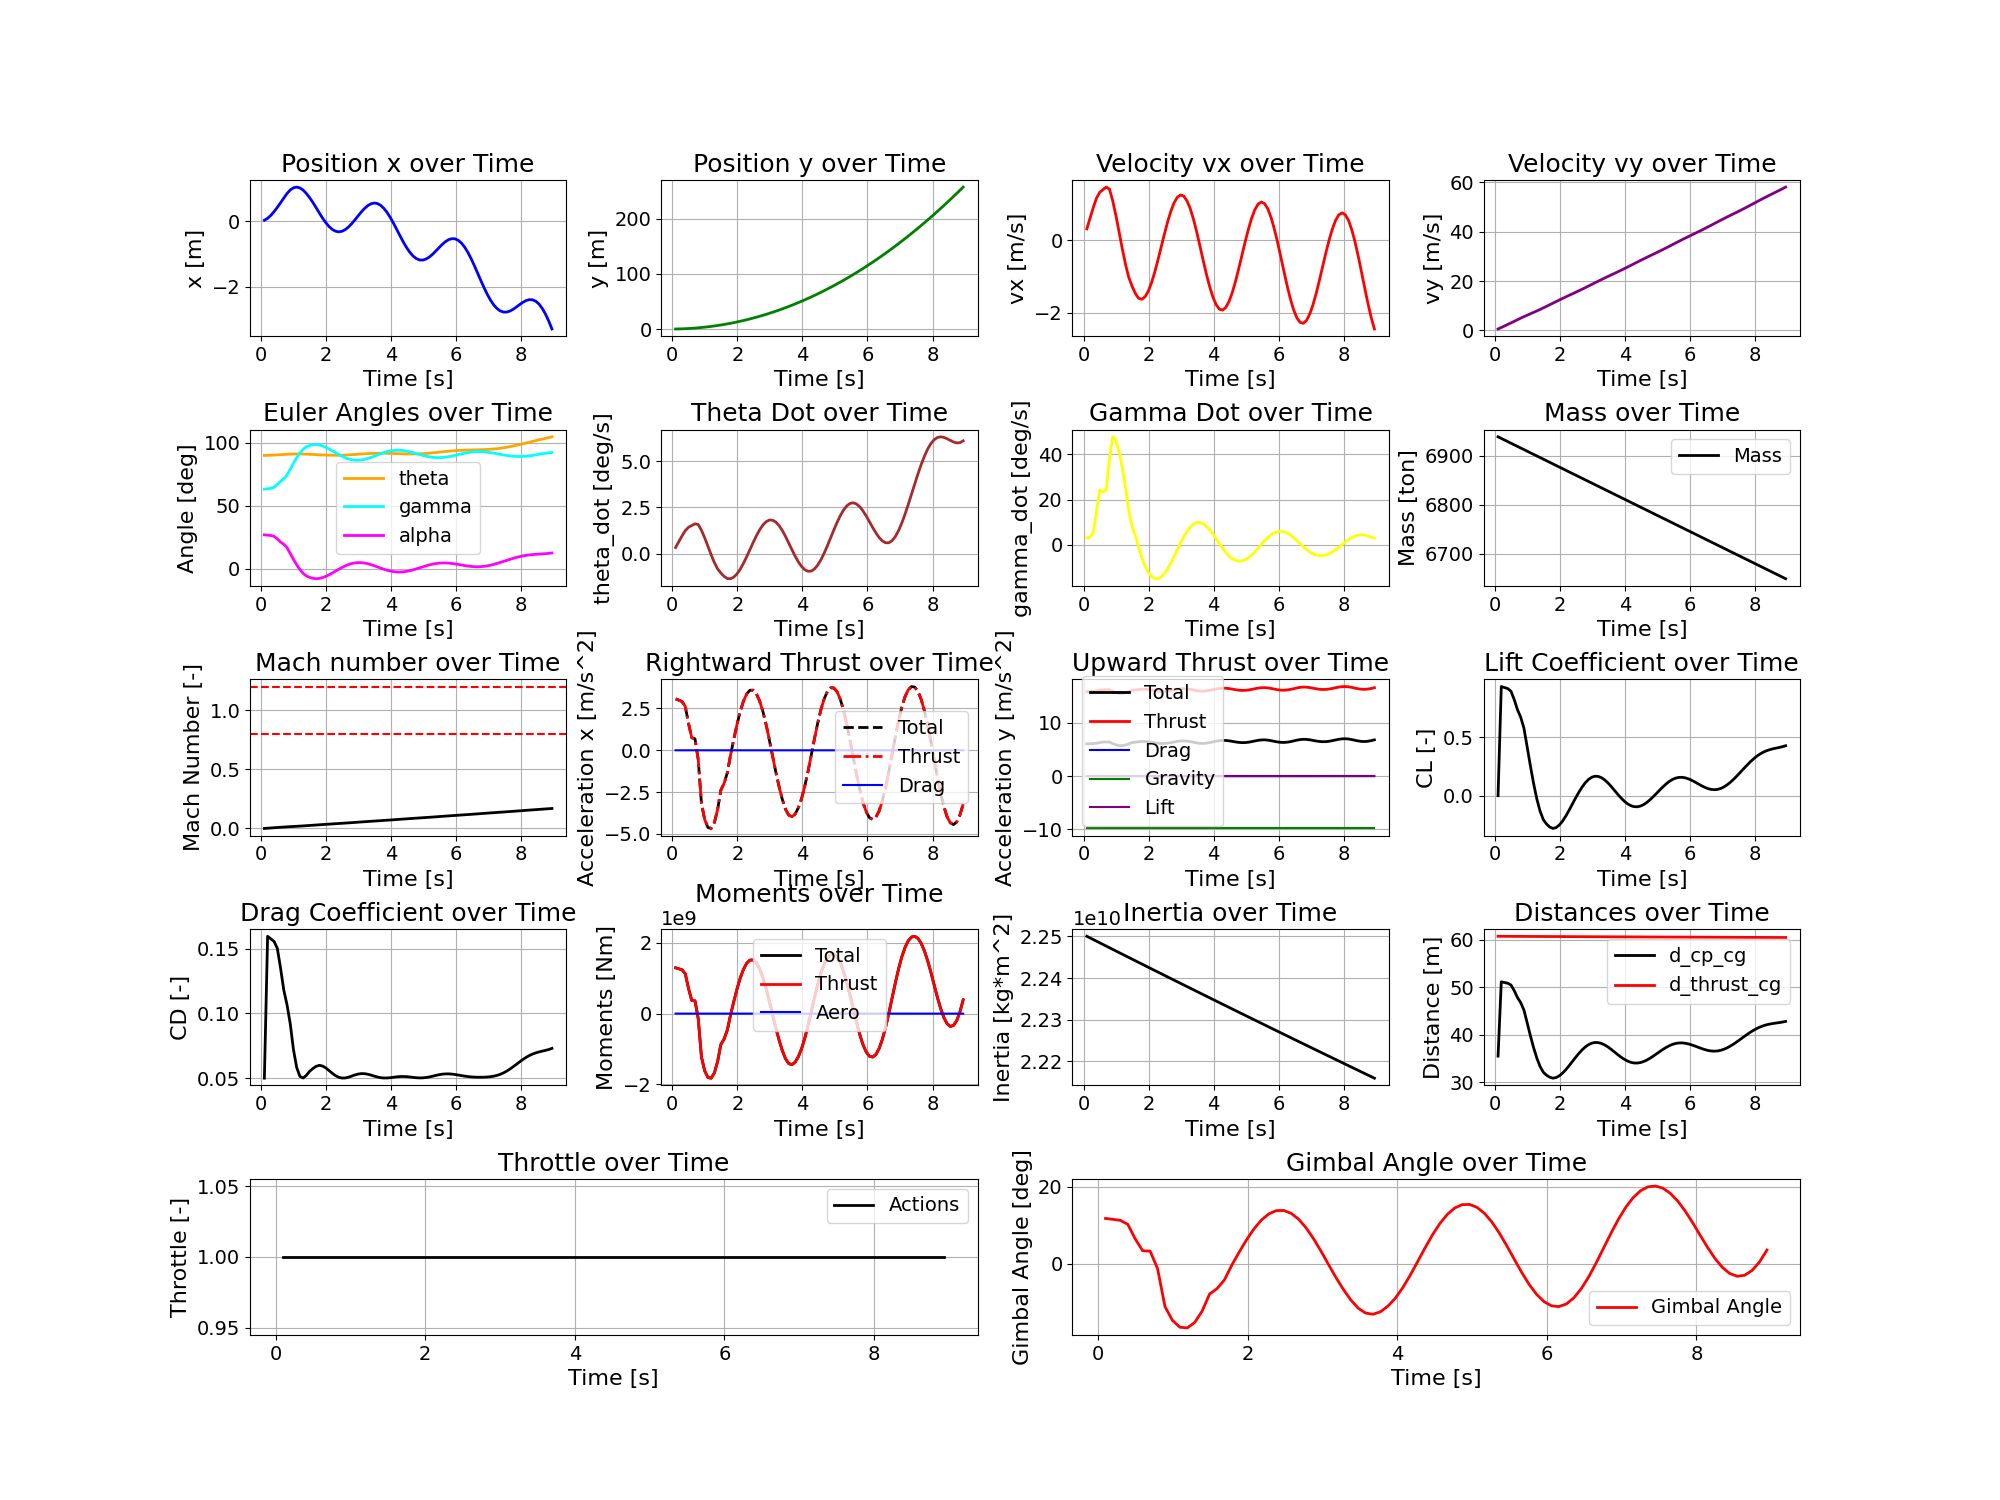 Position x over Time
x [m]
0
−2
0 2 4 6 8
Time [s]
Position y over Time
y [m]
200
100
0
0 2 4 6 8
Time [s]
Velocity vx over Time
vx [m/s]
0
−2
0 2 4 6 8
Time [s]
Velocity vy over Time
vy [m/s]
60
40
20
0
0 2 4 6 8
Time [s]
Euler Angles over Time
Angle [deg]
100
50
0
theta
gamma
alpha
0 2 4 6 8
Time [s]
Theta Dot over Time
theta_dot [deg/s]
5.0
2.5
0.0
0 2 4 6 8
Time [s]
Gamma Dot over Time
gamma_dot [deg/s]
40
20
0
0 2 4 6 8
Time [s]
Mass over Time
Mass [ton]
6900
6800
6700
Mass
0 2 4 6 8
Time [s]
Mach number over Time
Mach Number [-]
1.0
0.5
0.0
0 2 4 6 8
Time [s]
Rightward Thrust over Time
Acceleration x [m/s^2]
2.5
0.0
−2.5
−5.0
Total
Thrust
Drag
0 2 4 6 8
Time [s]
Upward Thrust over Time
Acceleration y [m/s^2]
10
0
−10
Total
Thrust
Drag
Gravity
Lift
0 2 4 6 8
Time [s]
Lift Coefficient over Time
CL [-]
0.5
0.0
0 2 4 6 8
Time [s]
Drag Coefficient over Time
CD [-]
0.15
0.10
0.05
0 2 4 6 8
Time [s]
Moments over Time
1e9
Moments [Nm]
2
0
−2
Total
Thrust
Aero
0 2 4 6 8
Time [s]
Inertia over Time
1e10
Inertia [kg*m^2]
2.25
2.24
2.23
2.22
0 2 4 6 8
Time [s]
Distances over Time
Distance [m]
60
50
40
30
d_cp_cg
d_thrust_cg
0 2 4 6 8
Time [s]
Throttle over Time
Throttle [-]
1.05
1.00
0.95
Actions
0 2 4 6 8
Time [s]
Gimbal Angle over Time
Gimbal Angle [deg]
20
0
Gimbal Angle
0 2 4 6 8
Time [s]